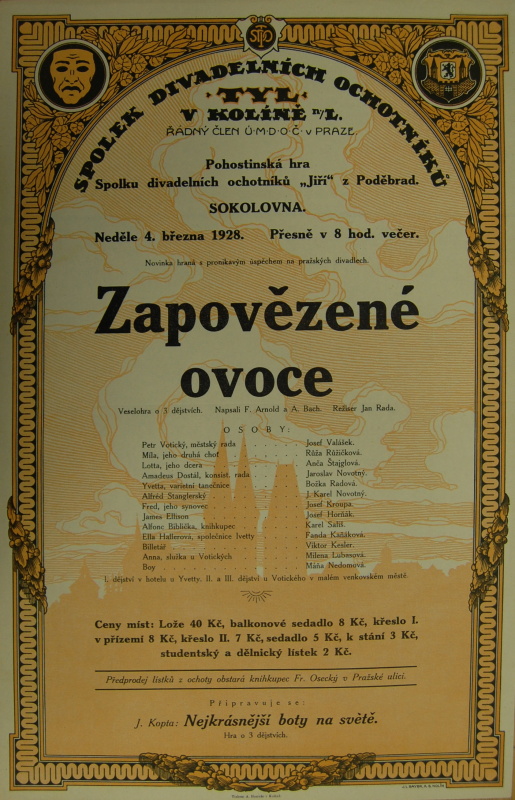 STDO
SPOLEK DIVADELNÍCH OCHOTNÍKŮ
·TYL·
V KOLÍNĚ n/L.
ŘÁDNÝ ČLEN Ú·M·D·O·Č· v PRAZE.
Pohostinská hra
Spolku divadelních ochotníků „Jiří" z Poděbrad.
SOKOLOVNA.
Neděle 4. března 1928. Přesně v 8 hod. večer.
Novinka hraná s pronikavým úspěchem na pražských divadlech.
Zapovězené
ovoce
Veselohra o 3 dějstvích. Napsali F. Arnold a A. Bach. Režiser Jan Rada.
OSOBY:
Petr Votický, městský rada . . . . . . Josef Valášek.
Míla, jeho druhá choť . . . . . . Růža Růžičková.
Lotta, jeho dcera . . . . . . Anča Štajglová.
Amadeus Dostál, konsist. rada . . . . . . Jaroslav Novotný.
Yvetta, varietní tanečnice . . . . . . Božka Radová.
Alfréd Stanglerský . . . . . . J. Karel Novotný.
Fred, jeho synovec . . . . . . Josef Kroupa.
James Ellison . . . . . . Josef Horňák.
Alfonc Biblička, knihkupec . . . . . . Karel Sališ.
Ella Hallerová, společnice Ivetty . . . . . . Fanda Kaňáková.
Billetář . . . . . . Viktor Kesler.
Anna, služka u Votických . . . . . . Milena Lubasová.
Boy . . . . . . Máňa Nedomová.
I. dějství v hotelu u Yvetty. II. a III. dějství u Votického v malém venkovském městě.
Ceny míst: Lože 40 Kč, balkonové sedadlo 8 Kč, křeslo I.
v přízemí 8 Kč, křeslo II. 7 Kč, sedadlo 5 Kč, k stání 3 Kč,
studentský a dělnický lístek 2 Kč.
Předprodej lístků z ochoty obstará knihkupec Fr. Osecký v Pražské ulici.
Připravuje se:
J. Kopta: Nejkrásnější boty na světě.
Hra o 3 dějstvích.